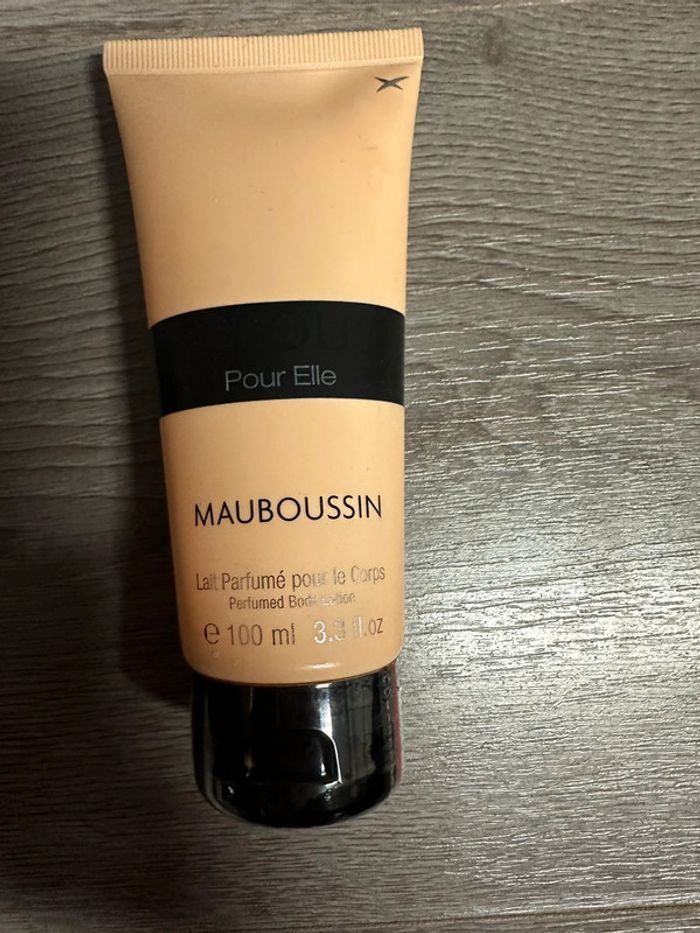 Pour Elle
MAUBOUSSIN
Lait Parfumé pour le Corps
Perfumed Body Lotion
e 100 ml 3.3 fl.oz